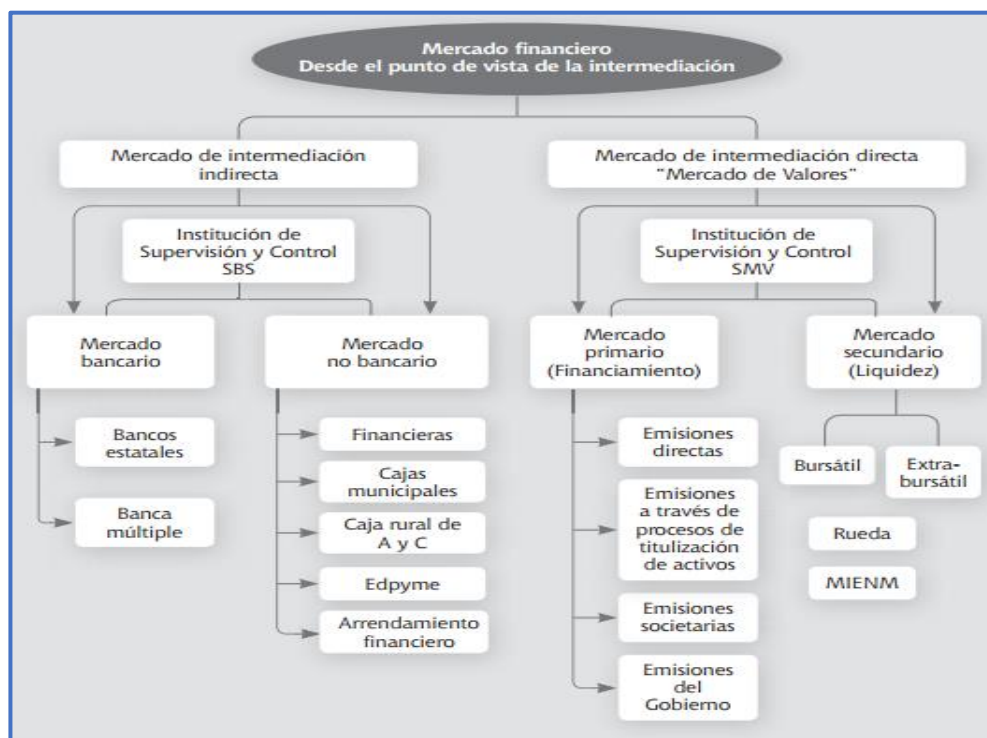 Mercado financiero
Desde el punto de vista de la intermediación
Mercado de intermediación
indirecta
Mercado de intermediación directa
"Mercado de Valores"
Institución de
Supervisión y Control
SBS
Institución de
Supervisión y Control
SMV
Mercado
bancario
Mercado
no bancario
Mercado
primario
(Financiamiento)
Mercado
secundario
(Liquidez)
Bancos
estatales
Banca
múltiple
Financieras
Cajas
municipales
Caja rural de
A y C
Edpyme
Arrendamiento
financiero
Emisiones
directas
Emisiones
a través de
procesos de
titulización
de activos
Emisiones
societarias
Emisiones
del
Gobierno
Bursátil
Extra-
bursátil
Rueda
MIENM